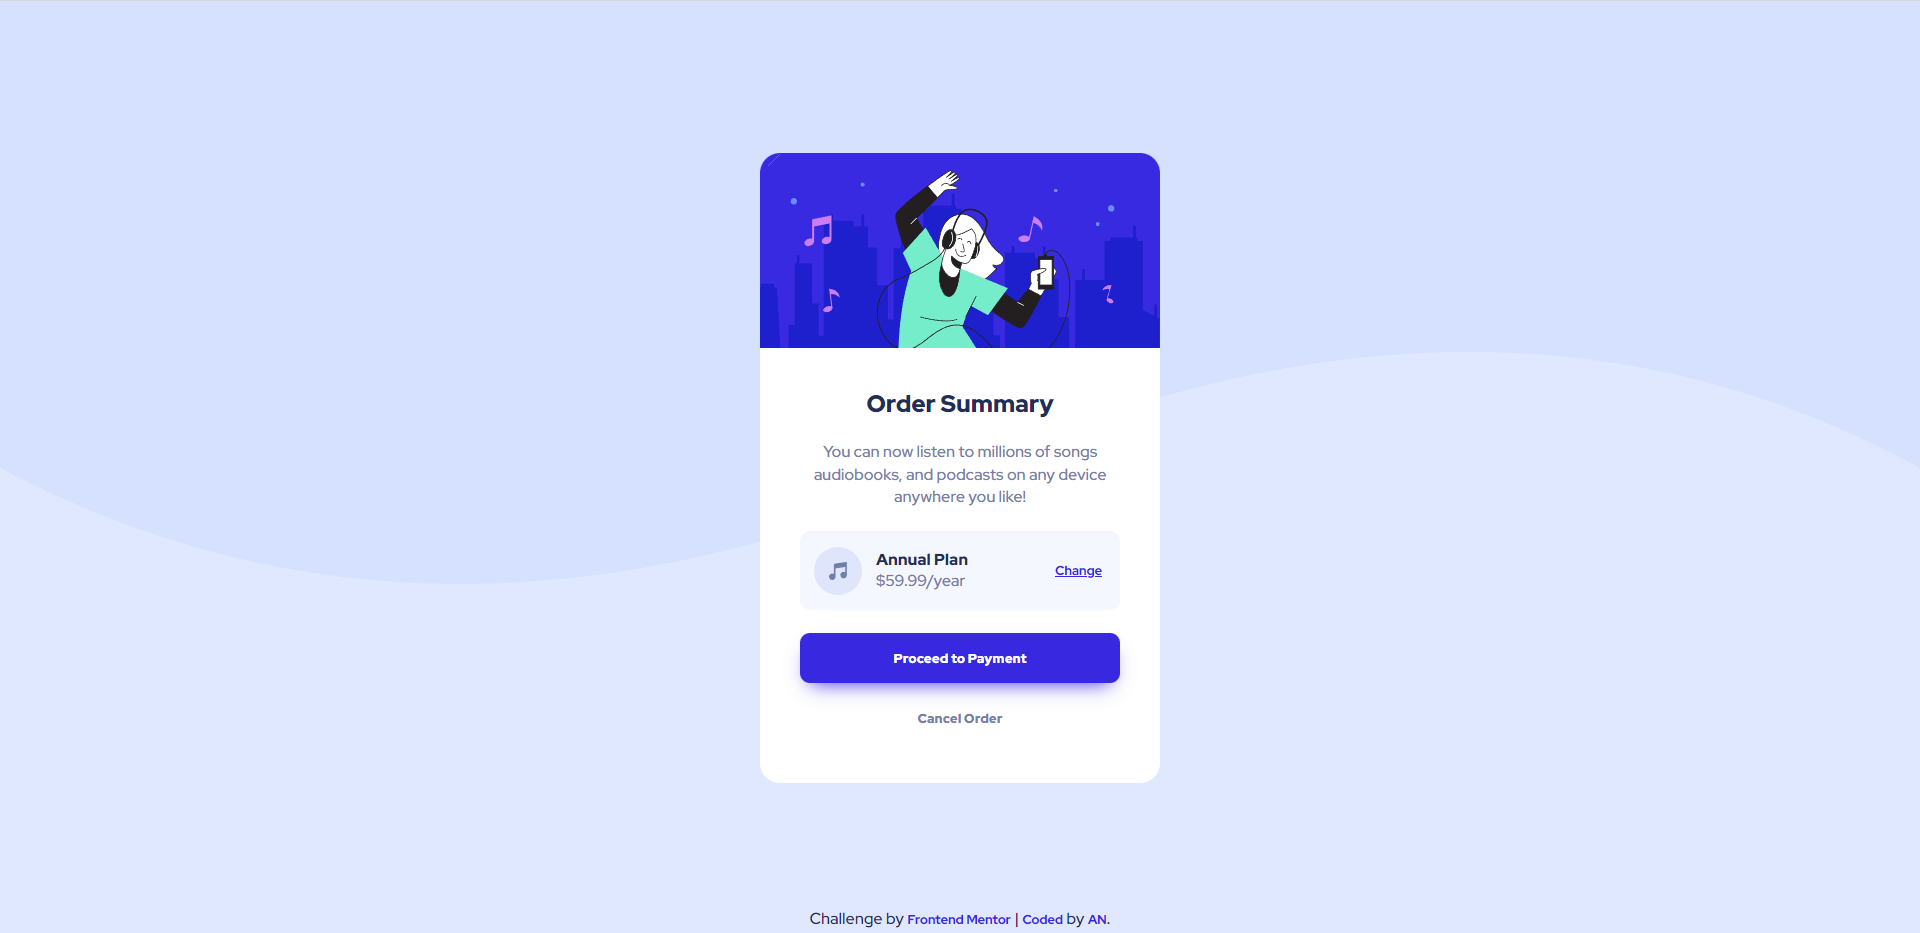 Order Summary
You can now listen to millions of songs
audiobooks, and podcasts on any device
anywhere you like!
Annual Plan
$59.99/year
Change
Proceed to Payment
Cancel Order
Challenge by Frontend Mentor | Coded by AN.